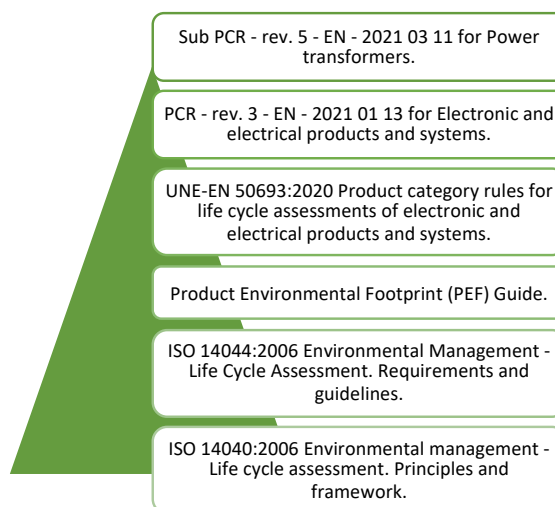 Sub PCR - rev. 5 - EN - 2021 03 11 for Power
transformers.
PCR - rev. 3 - EN - 2021 01 13 for Electronic and
electrical products and systems.
UNE-EN 50693:2020 Product category rules for
life cycle assessments of electronic and
electrical products and systems.
Product Environmental Footprint (PEF) Guide.
ISO 14044:2006 Environmental Management -
Life Cycle Assessment. Requirements and
guidelines.
ISO 14040:2006 Environmental management -
Life cycle assessment. Principles and
framework.